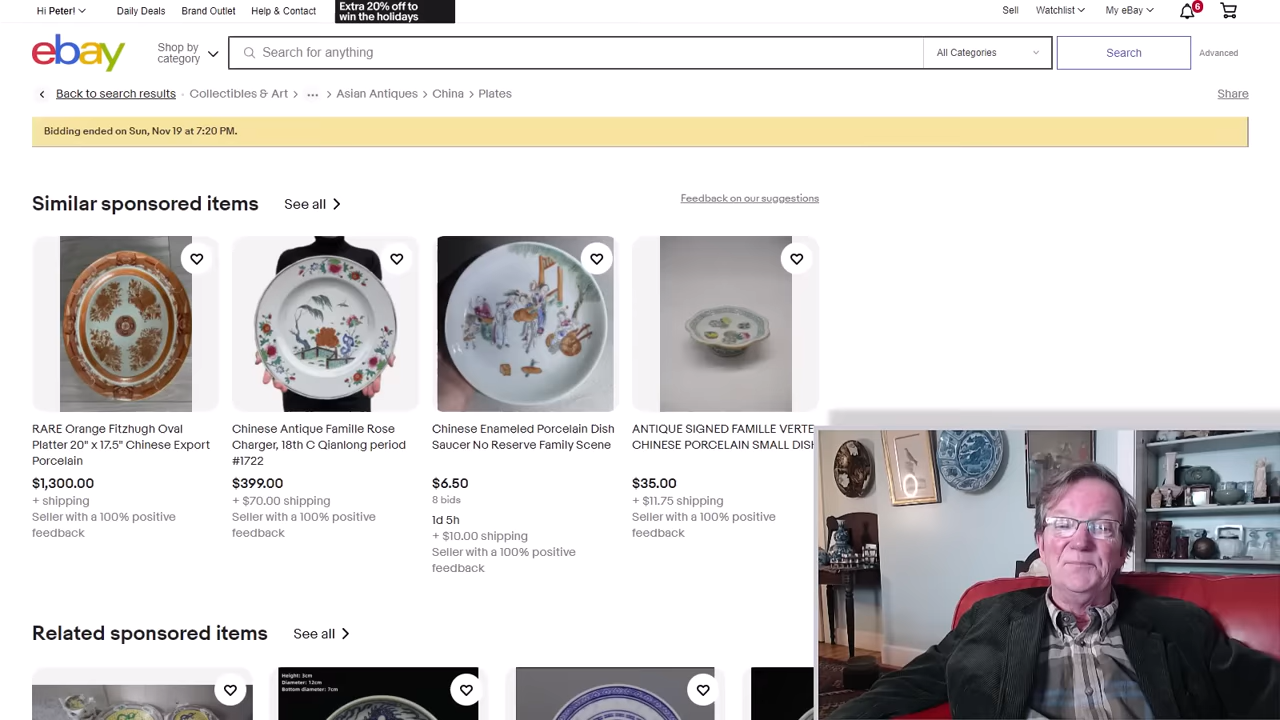 Hi Peter!
Daily Deals
Brand Outlet
Help & Contact
Extra 20% off to
win the holidays
Sell
Watchlist
My eBay
6
ebay
Shop by
category
Search for anything
All Categories
Search
Advanced
Back to search results
Collectibles & Art
...
Asian Antiques
China
Plates
Share
Bidding ended on Sun, Nov 19 at 7:20 PM.
Similar sponsored items
See all
Feedback on our suggestions
RARE Orange Fitzhugh Oval
Platter 20" x 17.5" Chinese Export
Porcelain
$1,300.00
+ shipping
Seller with a 100% positive
feedback
Chinese Antique Famille Rose
Charger, 18th C Qianlong period
#1722
$399.00
+ $70.00 shipping
Seller with a 100% positive
feedback
Chinese Enameled Porcelain Dish
Saucer No Reserve Family Scene
$6.50
8 bids
1d 5h
+ $10.00 shipping
Seller with a 100% positive
feedback
ANTIQUE SIGNED FAMILLE VERTE
CHINESE PORCELAIN SMALL DISH
$35.00
+ $11.75 shipping
Seller with a 100% positive
feedback
Related sponsored items
See all
Height: 3cm
Diameter: 12cm
Bottom diameter: 7cm